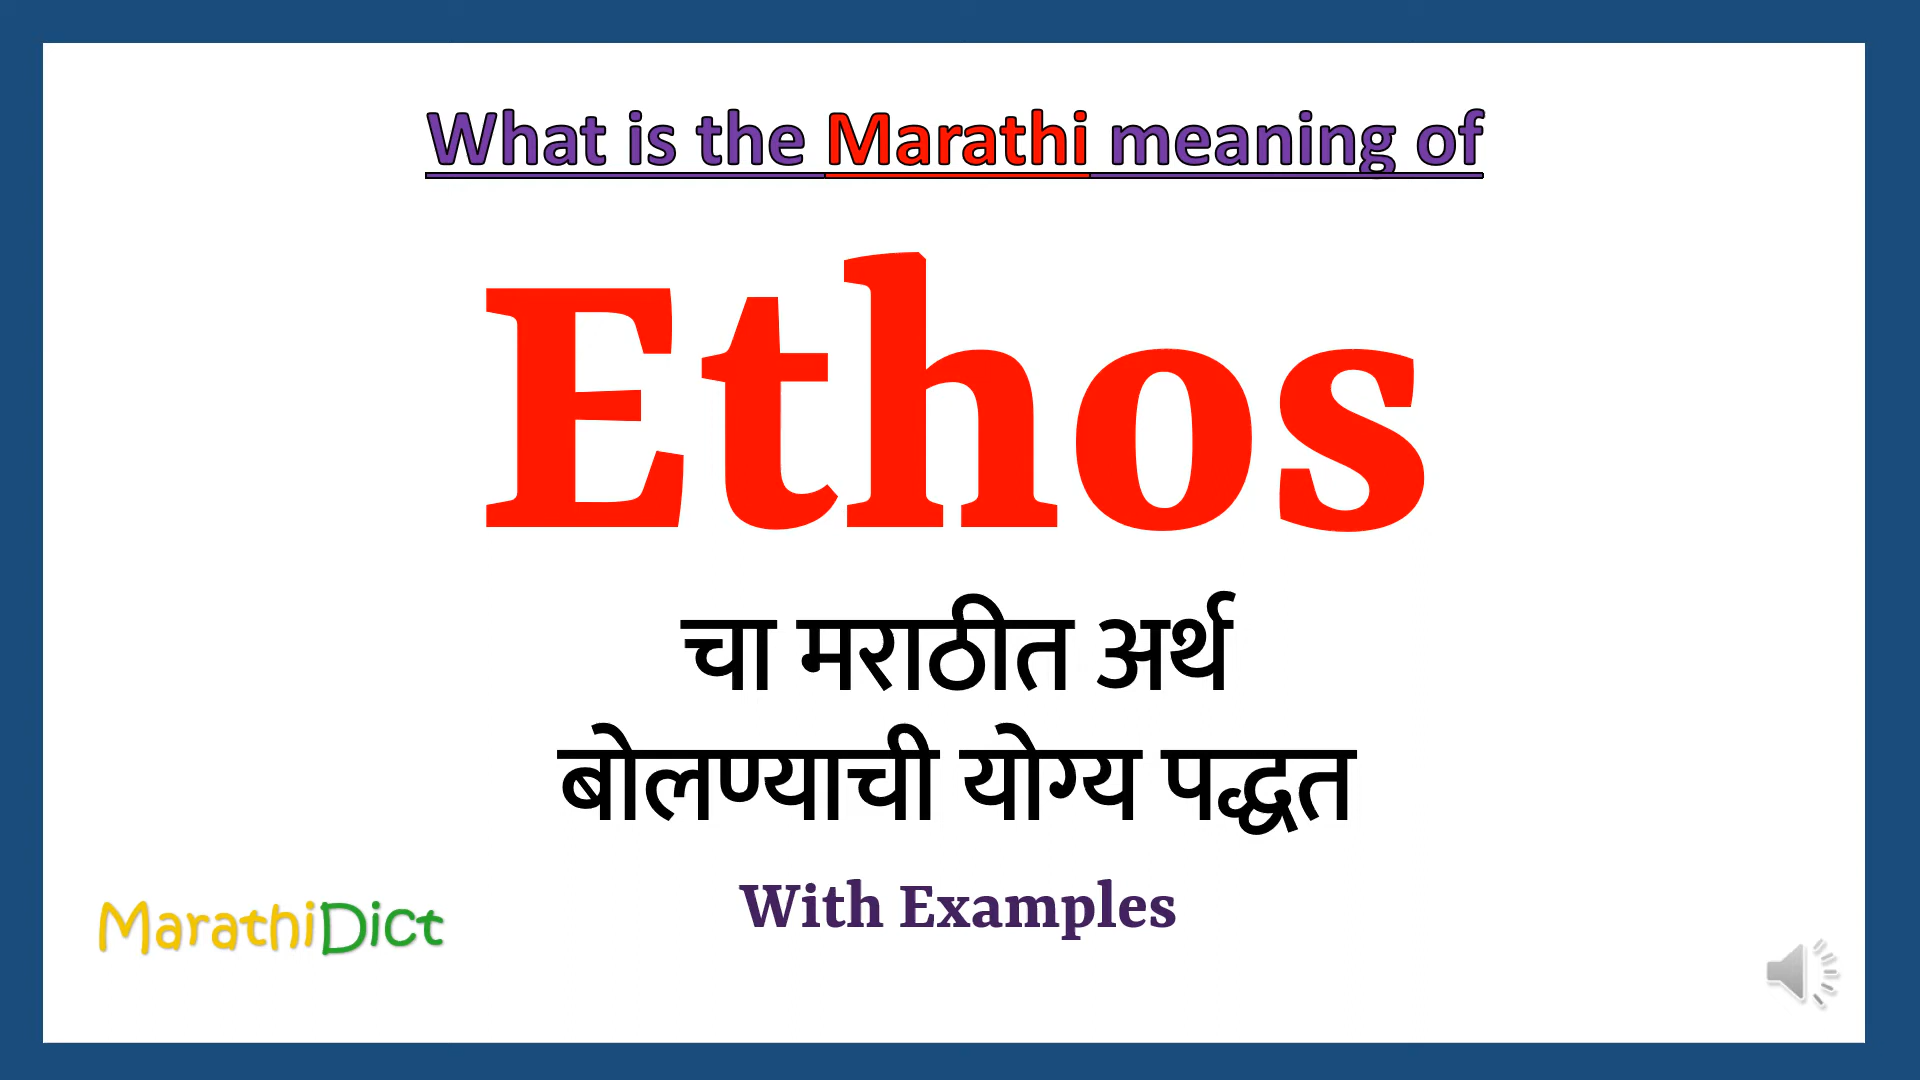 What is the Marathi meaning of
Ethos
चा मराठीत अर्थ
बोलण्याची योग्य पद्धत
With Examples
MarathiDict